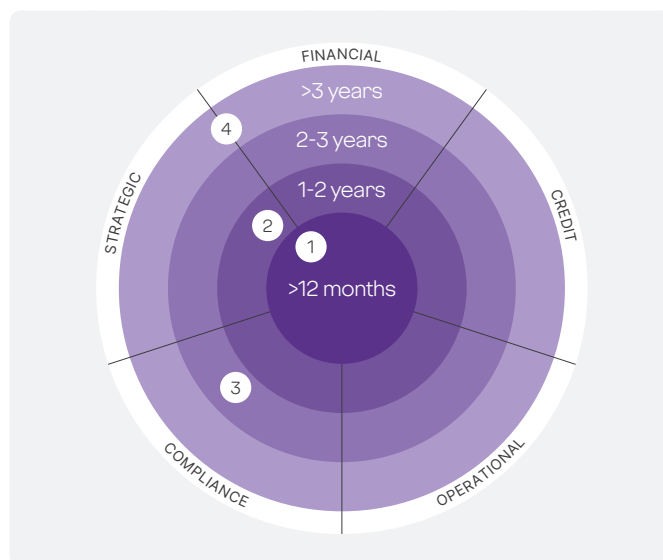 FINANCIAL
>3 years
4
2-3 years
1-2 years
STRATEGIC
CREDIT
2
1
>12 months
3
COMPLIANCE
OPERATIONAL